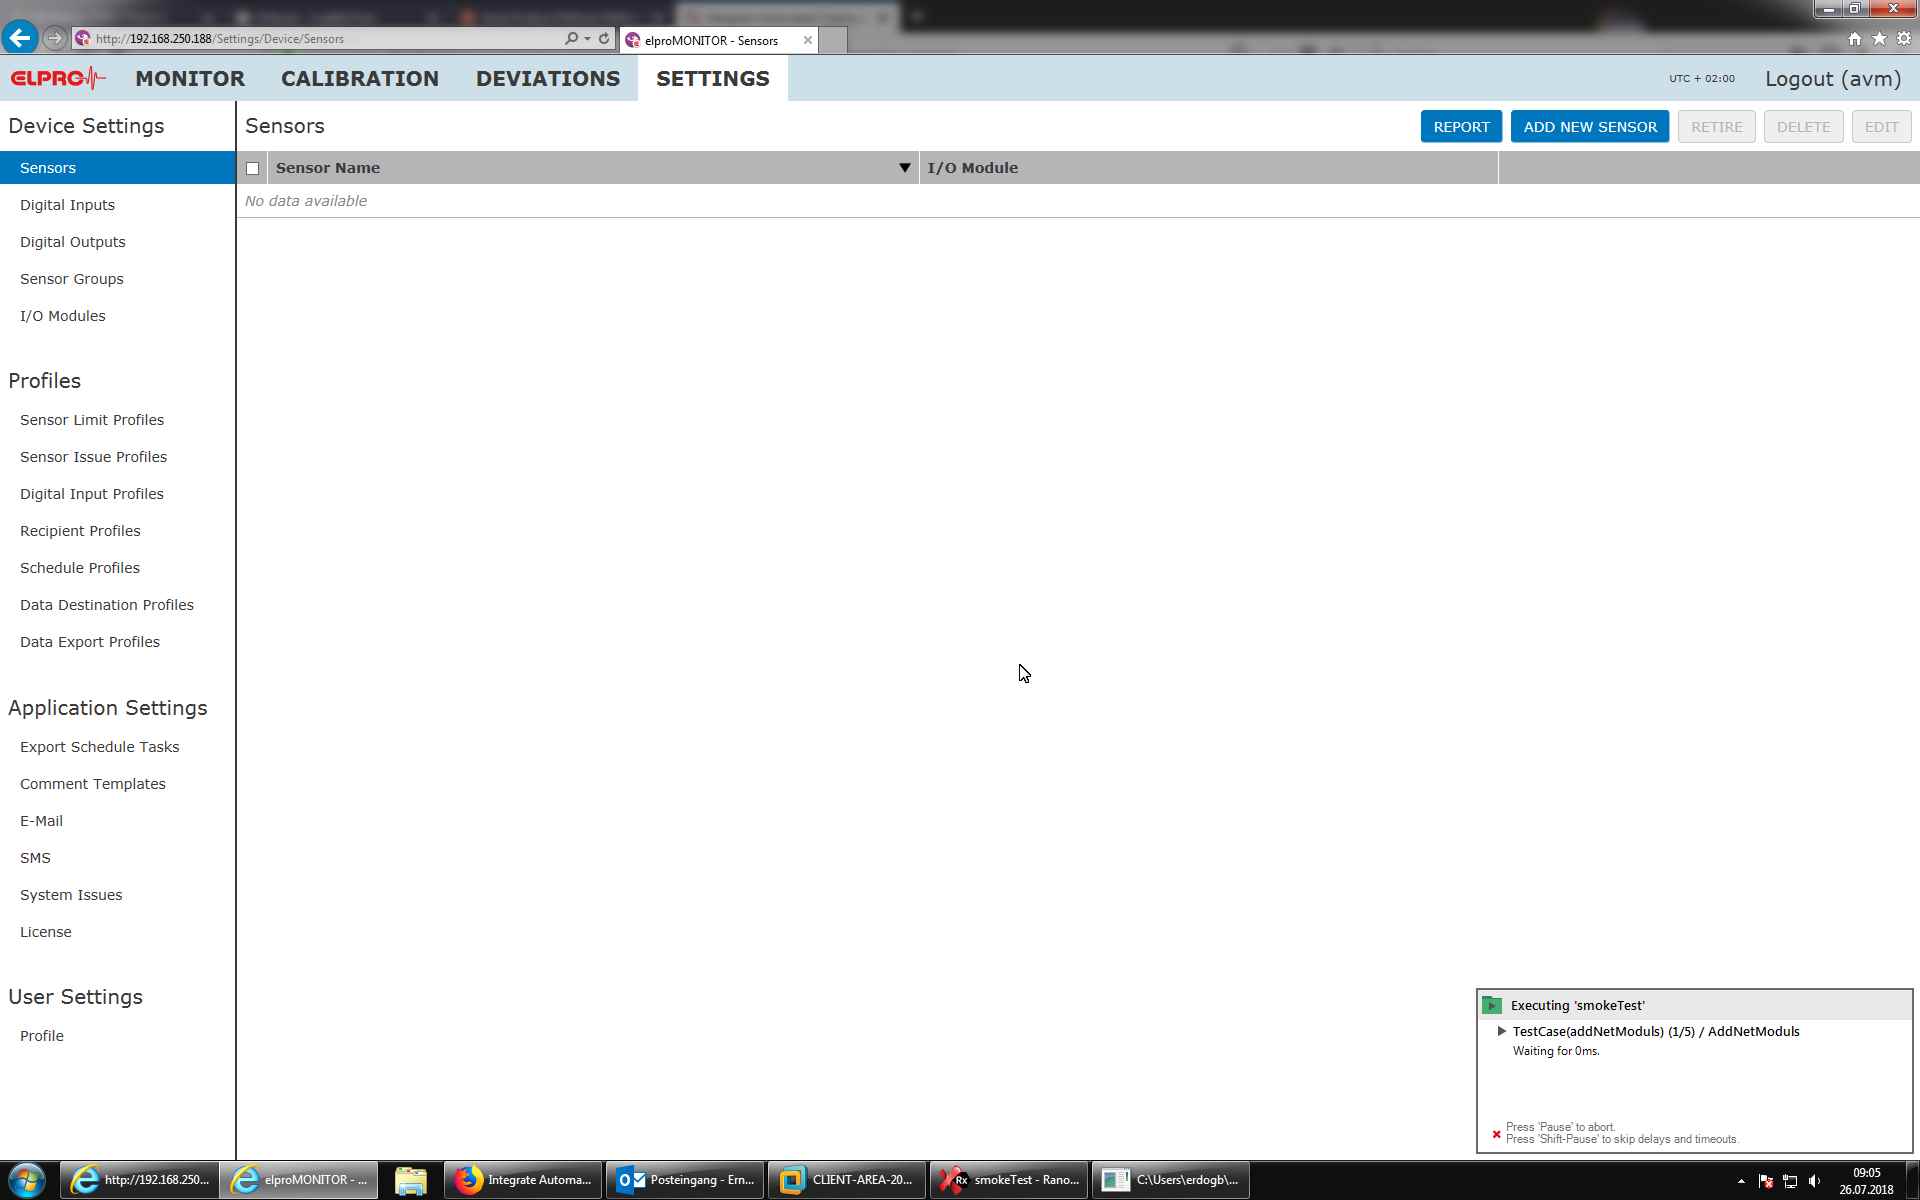 http://192.168.250.188/Settings/Device/Sensors
elproMONITOR - Sensors
ELPRO MONITOR CALIBRATION DEVIATIONS SETTINGS UTC + 02:00 Logout (avm)
Device Settings
Sensors
Digital Inputs
Digital Outputs
Sensor Groups
I/O Modules
Profiles
Sensor Limit Profiles
Sensor Issue Profiles
Digital Input Profiles
Recipient Profiles
Schedule Profiles
Data Destination Profiles
Data Export Profiles
Application Settings
Export Schedule Tasks
Comment Templates
E-Mail
SMS
System Issues
License
User Settings
Profile
Sensors REPORT ADD NEW SENSOR RETIRE DELETE EDIT
Sensor Name I/O Module
No data available
Executing 'smokeTest'
TestCase(addNetModuls) (1/5) / AddNetModuls
Waiting for 0ms.
Press 'Pause' to abort.
Press 'Shift-Pause' to skip delays and timeouts.
http://192.168.250... elproMONITOR - ... Integrate Automa... Posteingang - Ern... CLIENT-AREA-20... smokeTest - Rano... C:\Users\erdogb\...
09:05
26.07.2018